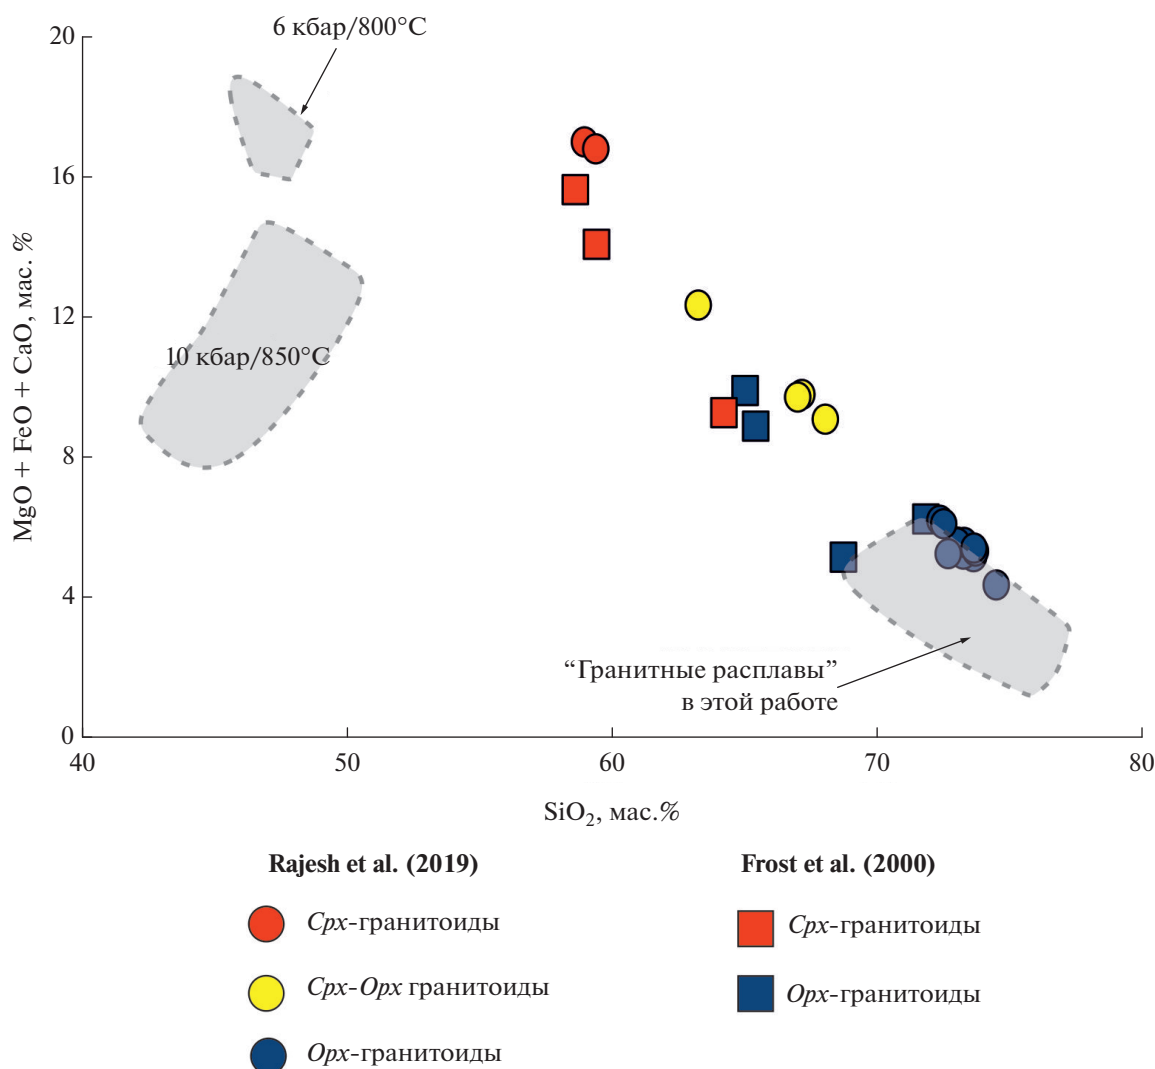 6 кбар/800°C
20
16
12
8
4
0
MgO + FeO + CaO, мас. %
10 кбар/850°C
“Гранитные расплавы”
в этой работе
40
50
60
70
80
SiO₂, мас.%
Rajesh et al. (2019)
Cpx-гранитоиды
Cpx-Opx гранитоиды
Opx-гранитоиды
Frost et al. (2000)
Cpx-гранитоиды
Opx-гранитоиды